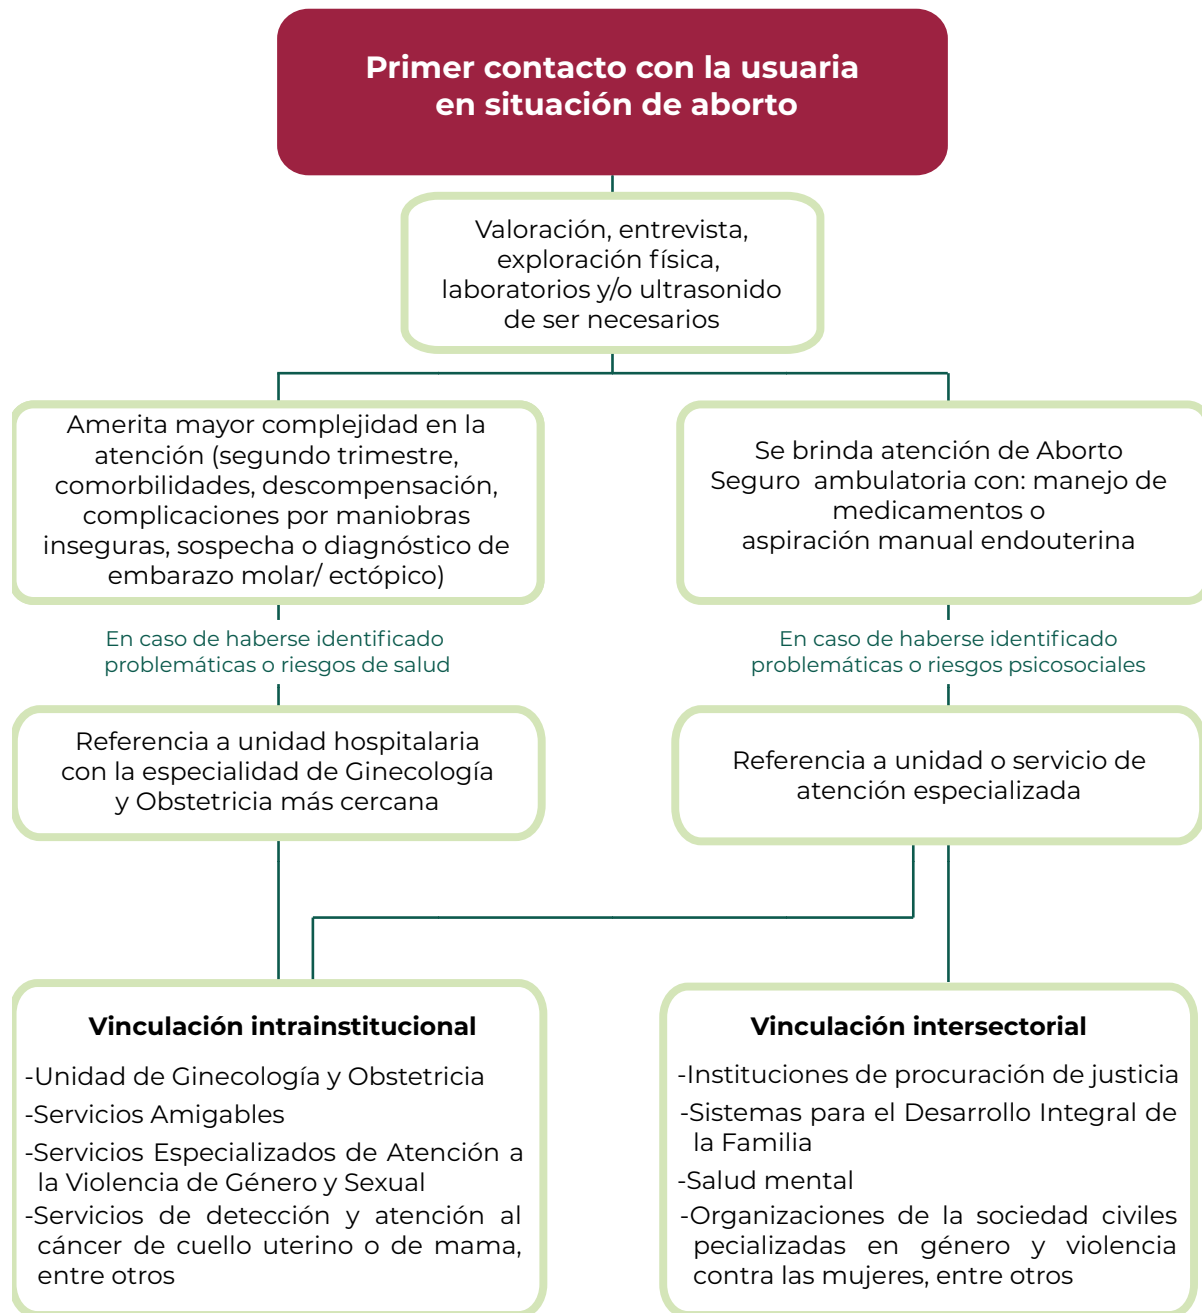 Primer contacto con la usuaria
en situación de aborto
Valoración, entrevista,
exploración física,
laboratorios y/o ultrasonido
de ser necesarios
Amerita mayor complejidad en la
atención (segundo trimestre,
comorbilidades, descompensación,
complicaciones por maniobras
inseguras, sospecha o diagnóstico de
embarazo molar/ ectópico)
Se brinda atención de Aborto
Seguro ambulatoria con: manejo de
medicamentos o
aspiración manual endouterina
En caso de haberse identificado
problemáticas o riesgos de salud
En caso de haberse identificado
problemáticas o riesgos psicosociales
Referencia a unidad hospitalaria
con la especialidad de Ginecología
y Obstetricia más cercana
Referencia a unidad o servicio de
atención especializada
Vinculación intrainstitucional
-Unidad de Ginecología y Obstetricia
-Servicios Amigables
-Servicios Especializados de Atención a
la Violencia de Género y Sexual
-Servicios de detección y atención al
cáncer de cuello uterino o de mama,
entre otros
Vinculación intersectorial
-Instituciones de procuración de justicia
-Sistemas para el Desarrollo Integral de
la Familia
-Salud mental
-Organizaciones de la sociedad civiles
pecializadas en género y violencia
contra las mujeres, entre otros